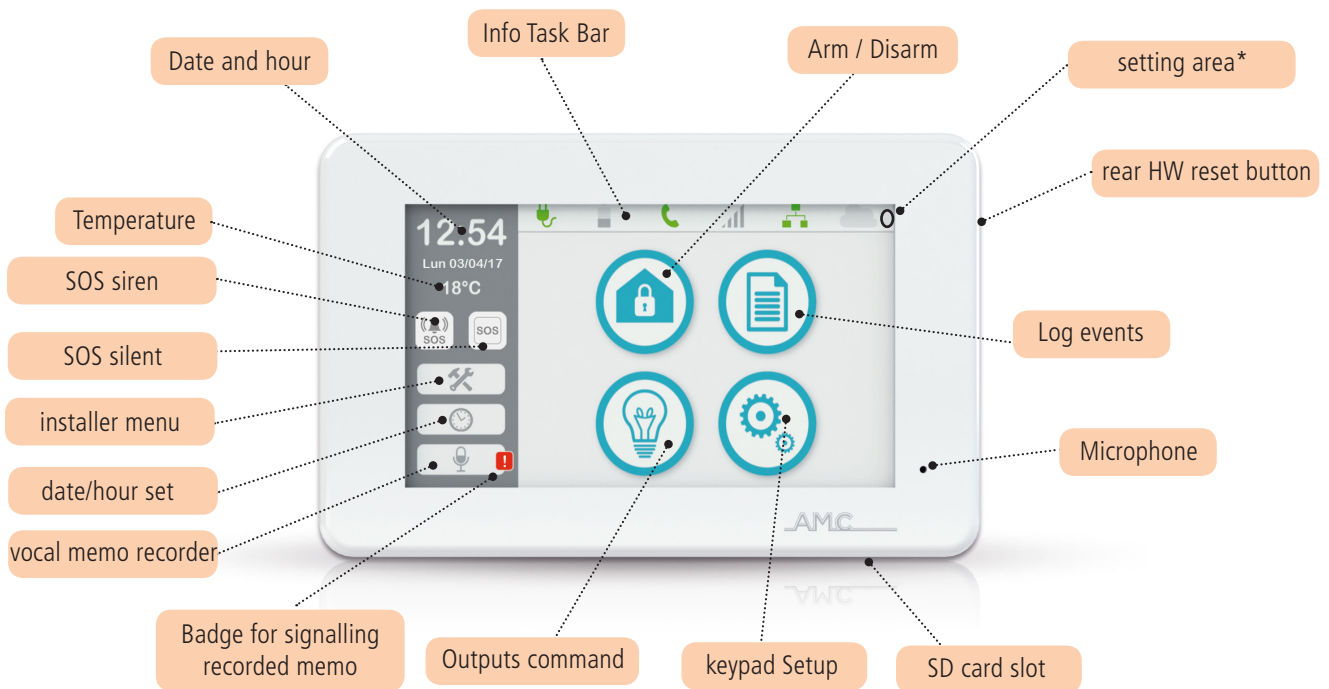 Info Task Bar
Arm / Disarm
Date and hour
setting area*
rear HW reset button
Temperature
12.54
Lun 03/04/17
18°C
SOS siren
SOS
SOS
SOS silent
Log events
installer menu
Microphone
date/hour set
!
AMC
vocal memo recorder
Badge for signalling
recorded memo
Outputs command
keypad Setup
SD card slot